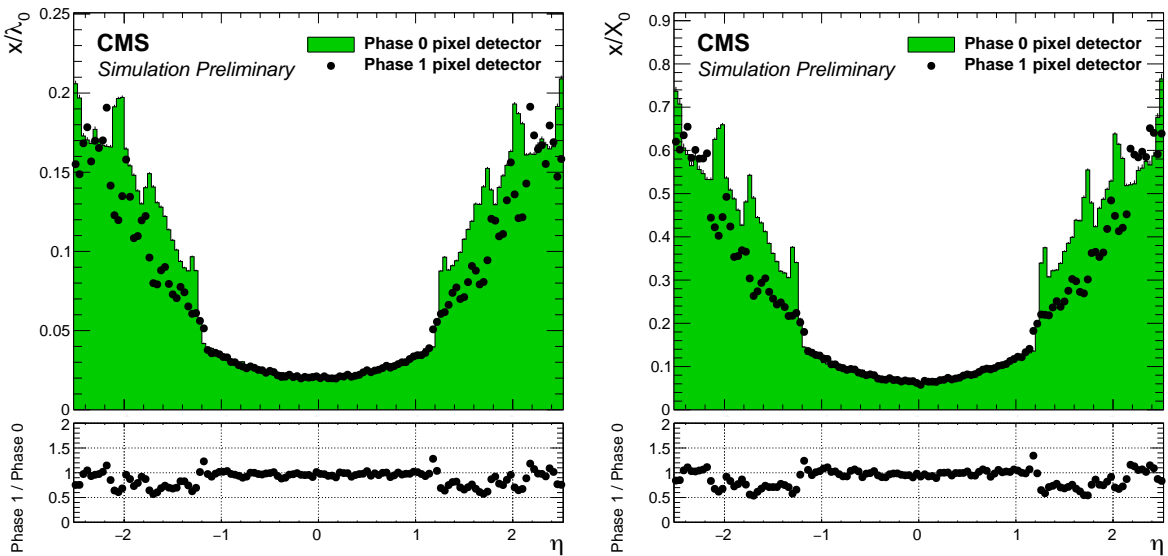 x/λ₀
0.25
0.2
0.15
0.1
0.05
0
CMS
Simulation Preliminary
Phase 0 pixel detector
Phase 1 pixel detector
Phase 1 / Phase 0
2
1.5
1
0.5
0
−2 −1 0 1 2
η
x/X₀
0.9
0.8
0.7
0.6
0.5
0.4
0.3
0.2
0.1
0
CMS
Simulation Preliminary
Phase 0 pixel detector
Phase 1 pixel detector
Phase 1 / Phase 0
2
1.5
1
0.5
0
−2 −1 0 1 2
η